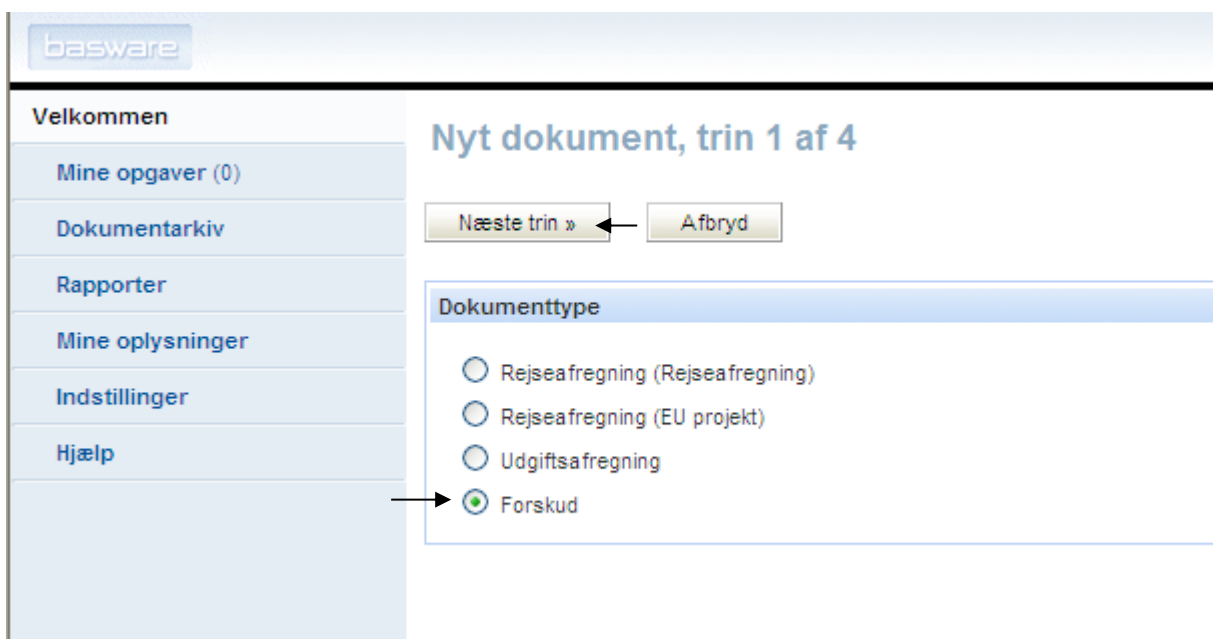 basware
Velkommen
Mine opgaver (0)
Dokumentarkiv
Rapporter
Mine oplysninger
Indstillinger
Hjælp
Nyt dokument, trin 1 af 4
Næste trin » Afbryd
Dokumenttype
Rejseafregning (Rejseafregning)
Rejseafregning (EU projekt)
Udgiftsafregning
Forskud